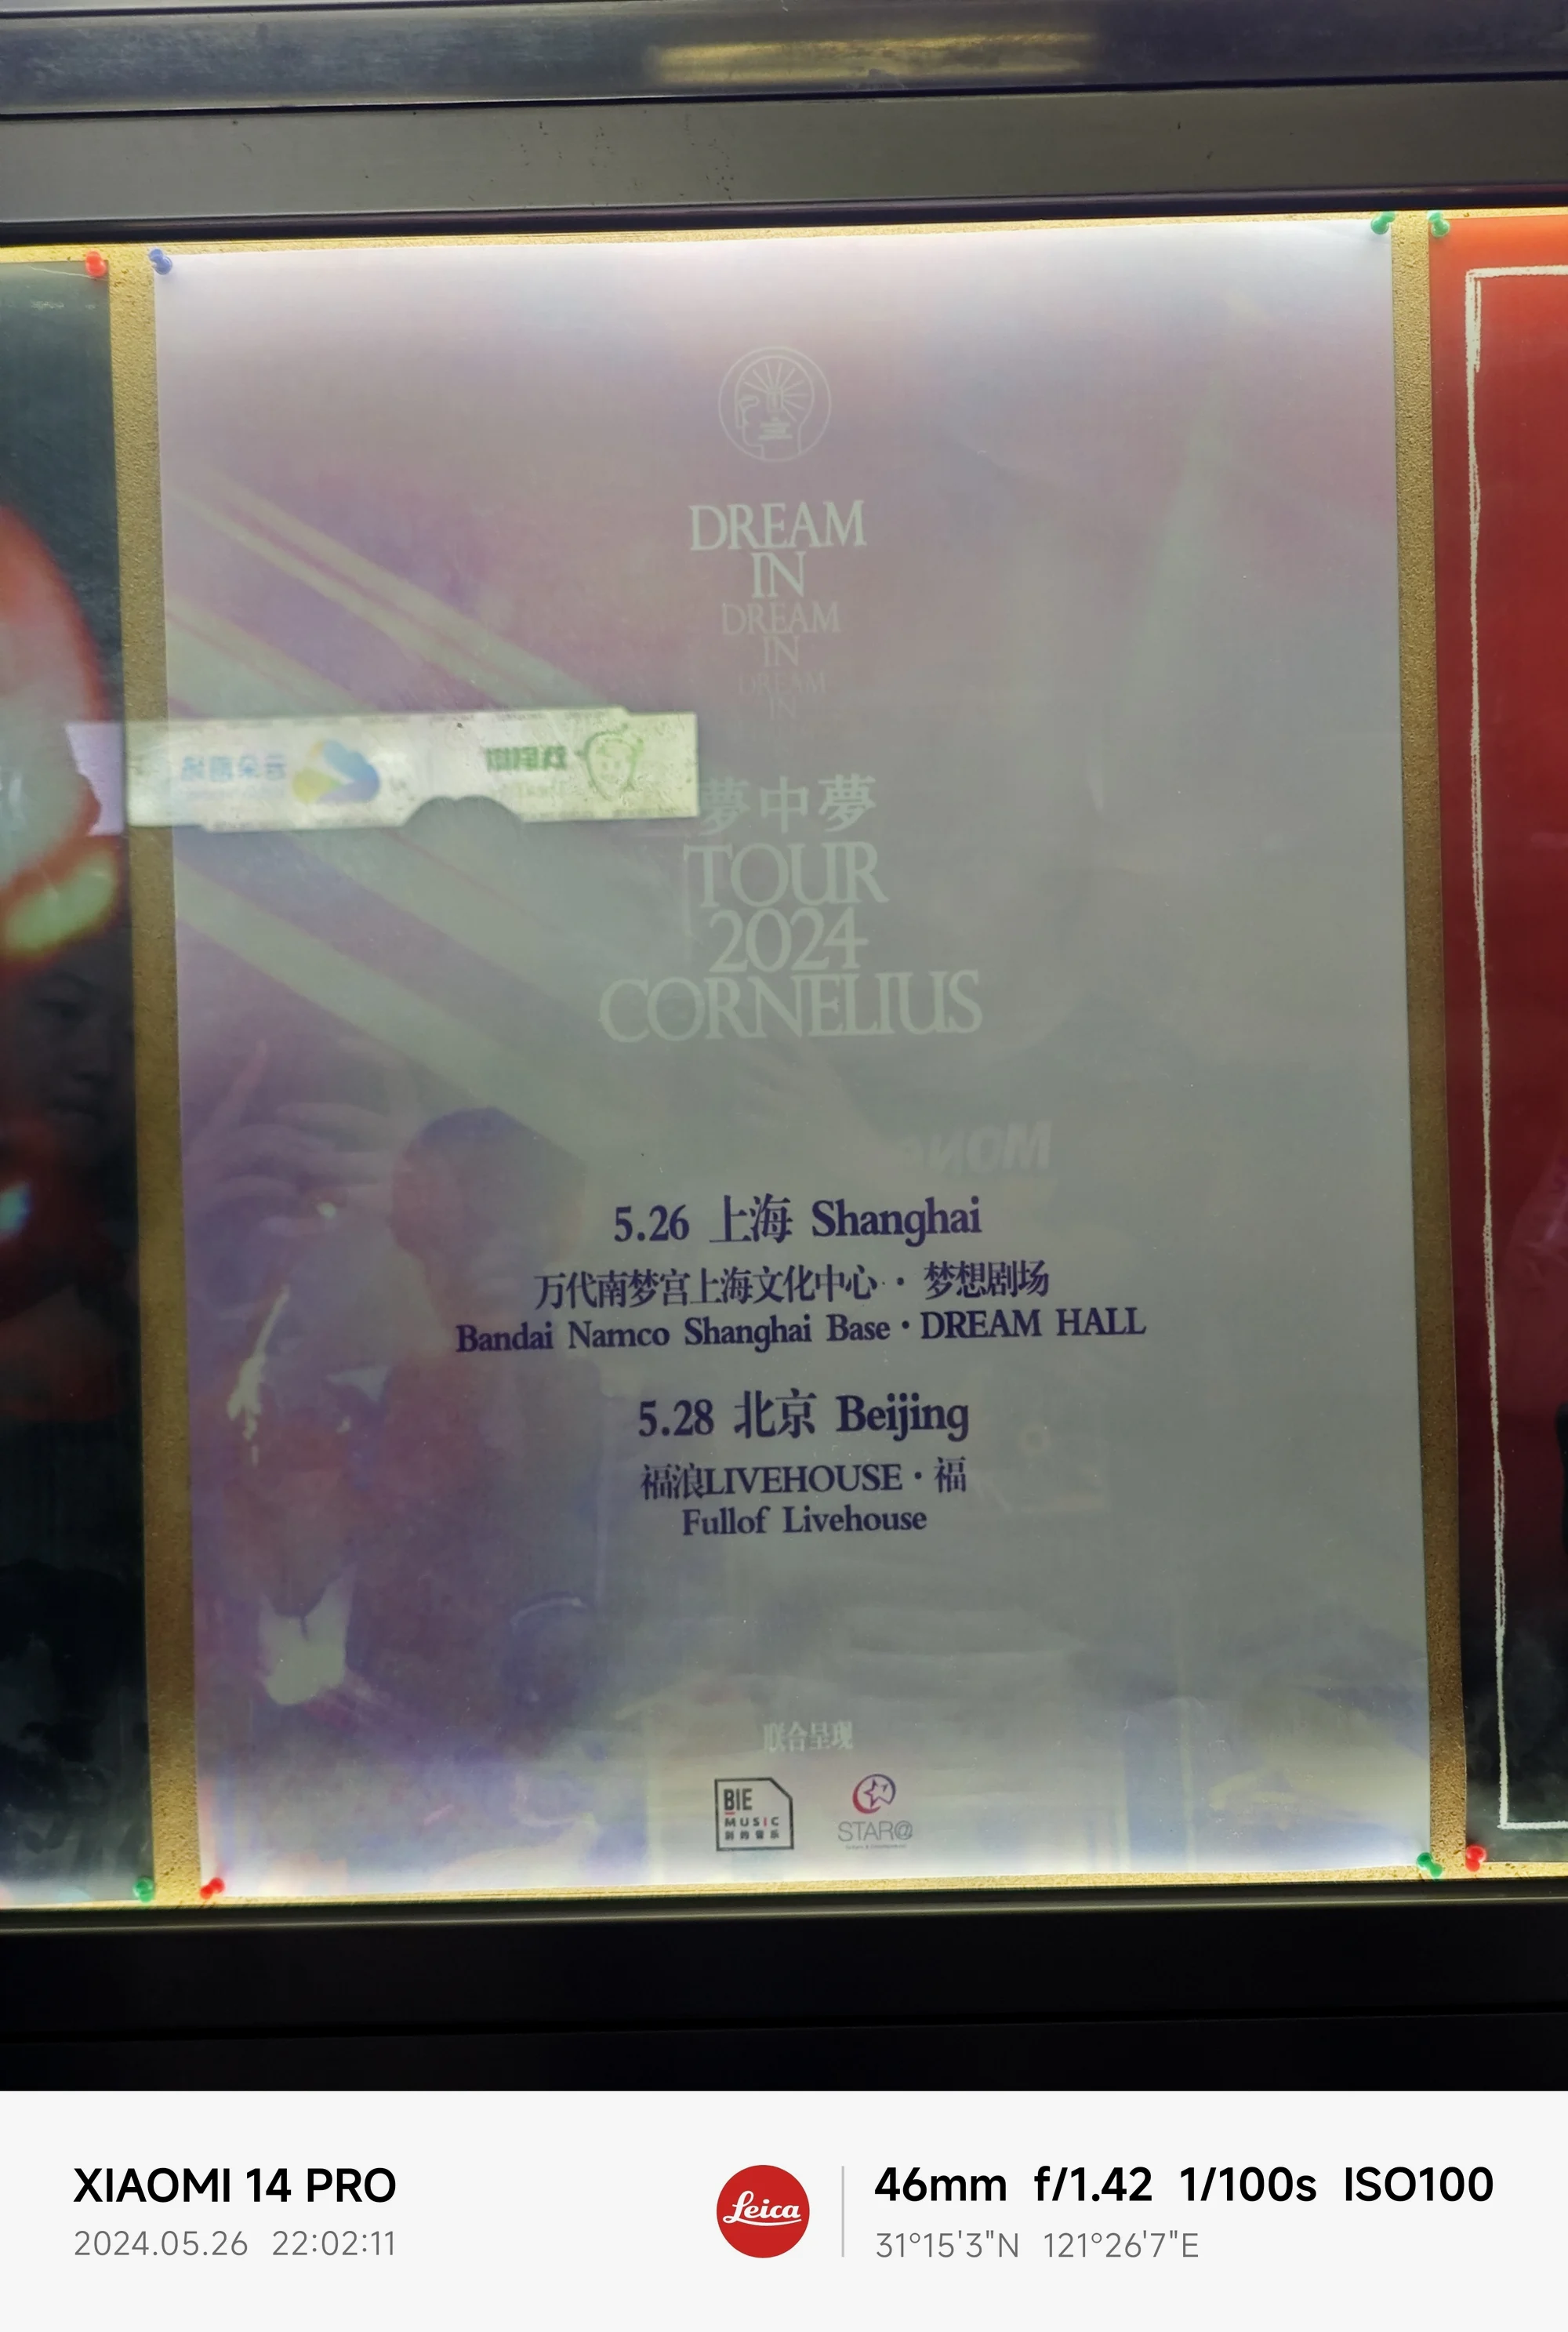 DREAM
IN
DREAM
IN
DREAM
IN
夢中夢
TOUR
2024
CORNELIUS
5.26 上海 Shanghai
万代南梦宫上海文化中心 · 梦想剧场
Bandai Namco Shanghai Base · DREAM HALL
5.28 北京 Beijing
福浪LIVEHOUSE · 福
Fullof Livehouse
联合呈现
BIE
MUSIC
别的音乐
STAR@
XIAOMI 14 PRO
2024.05.26 22:02:11
Leica
46mm f/1.42 1/100s ISO100
31°15'3"N 121°26'7"E